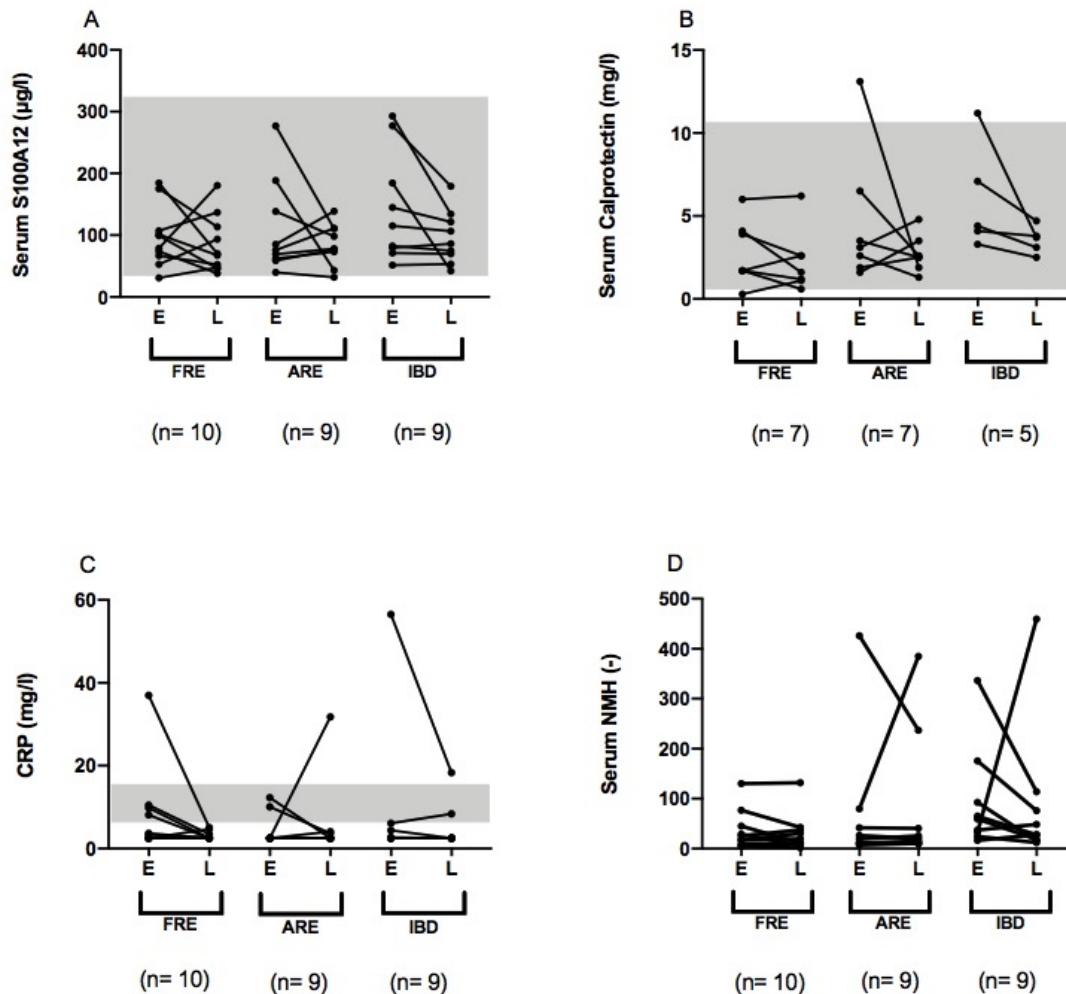 A
Serum S100A12 (µg/l)
400
300
200
100
0
E L E L E L
FRE ARE IBD
(n= 10) (n= 9) (n= 9)
B
Serum Calprotectin (mg/l)
15
10
5
0
E L E L E L
FRE ARE IBD
(n= 7) (n= 7) (n= 5)
C
CRP (mg/l)
60
40
20
0
E L E L E L
FRE ARE IBD
(n= 10) (n= 9) (n= 9)
D
Serum NMH (-)
500
400
300
200
100
0
E L E L E L
FRE ARE IBD
(n= 10) (n= 9) (n= 9)